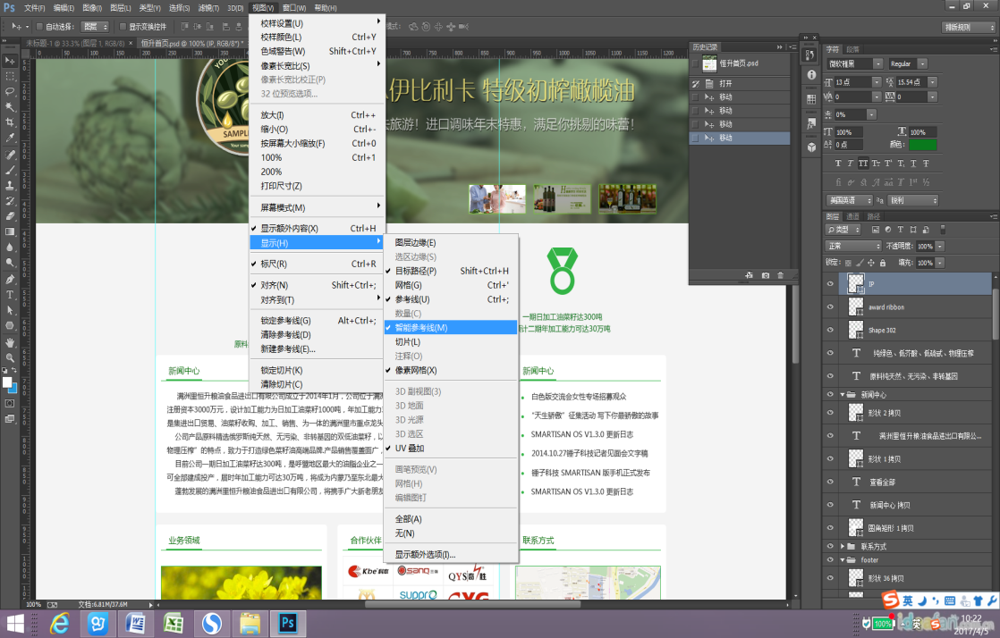 Ps 文件(F) 编辑(E) 图像(I) 图层(L) 类型(Y) 选择(S) 滤镜(T) 3D(D) 视图(V) 窗口(W) 帮助(H)
自动选择: 图层 显示变换控件
排版规则
未标题-1 @ 33.3% (图层 1, RGB/8) × 恒升首页.psd @ 100% (IP, RGB/8*) *
校样设置(U)
校样颜色(L) Ctrl+Y
色域警告(W) Shift+Ctrl+Y
像素长宽比(S)
像素长宽比校正(P)
32 位预览选项...
放大(I) Ctrl++
缩小(O) Ctrl+-
按屏幕大小缩放(F) Ctrl+0
100% Ctrl+1
200%
打印尺寸(Z)
屏幕模式(M)
显示额外内容(X) Ctrl+H
显示(H)
标尺(R) Ctrl+R
对齐(N) Shift+Ctrl+;
对齐到(T)
锁定参考线(G) Alt+Ctrl+;
清除参考线(D)
新建参考线(E)...
锁定切片(K)
清除切片(C)
图层边缘(E)
选区边缘(S)
目标路径(P) Shift+Ctrl+H
网格(G) Ctrl+'
参考线(U) Ctrl+;
数量(C)
智能参考线(M)
切片(L)
注释(O)
像素网格(X)
3D 副视图(3)
3D 地面
3D 光源
3D 选区
UV 叠加
画笔预览(V)
网格(H)
编辑图钉
全部(A)
无(N)
显示额外选项(I)...
伊比利卡 特级初榨橄榄油
去旅游！进口调味年末特惠，满足你挑剔的味蕾！
SAMPL
一期日加工油菜籽达300吨
计二期年加工能力可达30万吨
原料
新闻中心
满洲里恒升粮油食品进出口有限公司成立于2014年1月，公司位于满洲
注册资本3000万元，设计加工能力为日加工油菜籽1000吨，年加工能力
是集进出口贸易、油菜籽收购、加工、销售、为一体的满洲里市重点龙头
公司产品原料精选俄罗斯纯天然、无污染、非转基因的双低油菜籽，以
物理压榨”的特点，致力于打造绿色菜籽油高端品牌.产品销售覆盖面广，
目前公司一期日加工油菜籽达300吨，是呼盟地区最大的油脂企业之一
可全部建成投产，届时年加工能力可达30万吨，将成为内蒙乃至东北最大
蓬勃发展的满洲里恒升粮油食品进出口有限公司，将携手广大新老朋友
新闻中心
白色版交流会女性专场招募观众
“天生骄傲”征集活动 写下你最骄傲的故事
SMARTISAN OS V1.3.0 更新日志
2014.10.27锤子科技记者见面会文字稿
锤子科技 SMARTISAN 版手机正式发布
SMARTISAN OS V1.3.0 更新日志
业务领域
合作伙伴
联系方式
Kbe
sanq
QYS
suppro
CYG
历史记录
恒升首页.psd
打开
移动
移动
移动
移动
字符 段落
微软雅黑 Regular
13 点 15.54 点
0 0
0%
100% 100%
0 点 颜色:
美国英语 锐利
图层 通道 路径
类型
正常 不透明度: 100%
锁定: 填充: 100%
IP
award ribbon
Shape 302
纯绿色、低芥酸、低硫甙、物理压榨
原料纯天然、无污染、非转基因
新闻中心
形状 2 拷贝
满洲里恒升粮油食品进出口有限公...
形状 1 拷贝
查看全部
新闻中心 拷贝
圆角矩形 1 拷贝
联系方式
footer
形状 36 拷贝
100% 文档:6.81M/37.6M
英
100%
英
10:22
2017/4/5